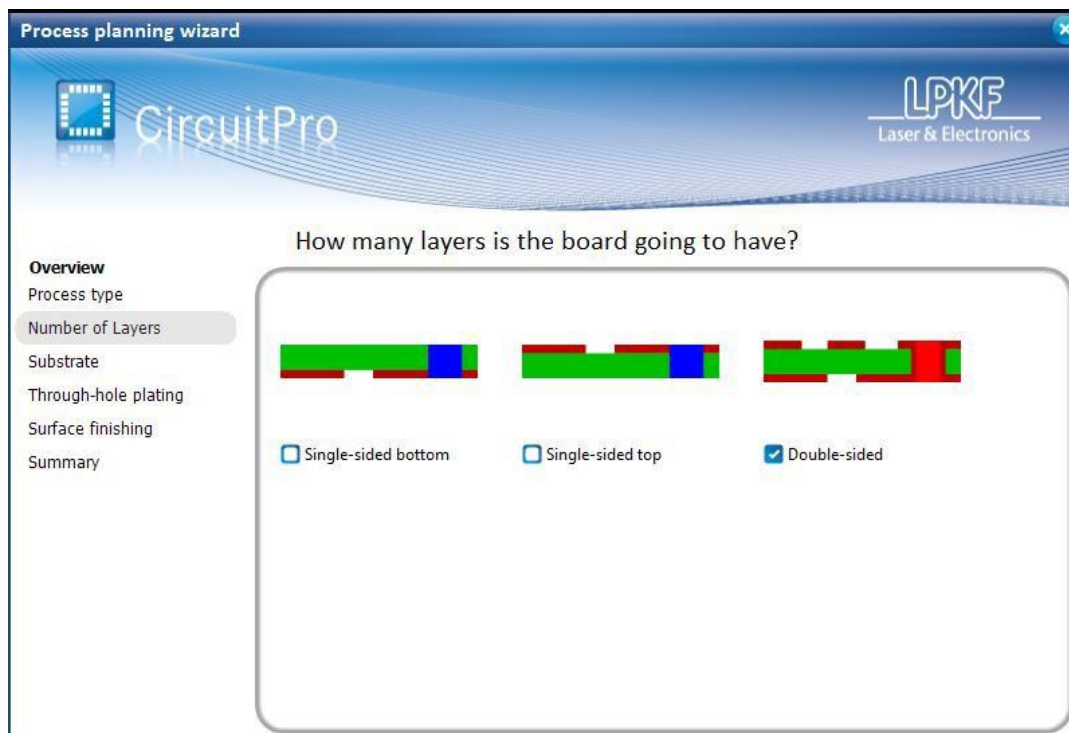 Process planning wizard
CircuitPro
LPKF
Laser & Electronics
How many layers is the board going to have?
Overview
Process type
Number of Layers
Substrate
Through-hole plating
Surface finishing
Summary
Single-sided bottom
Single-sided top
Double-sided